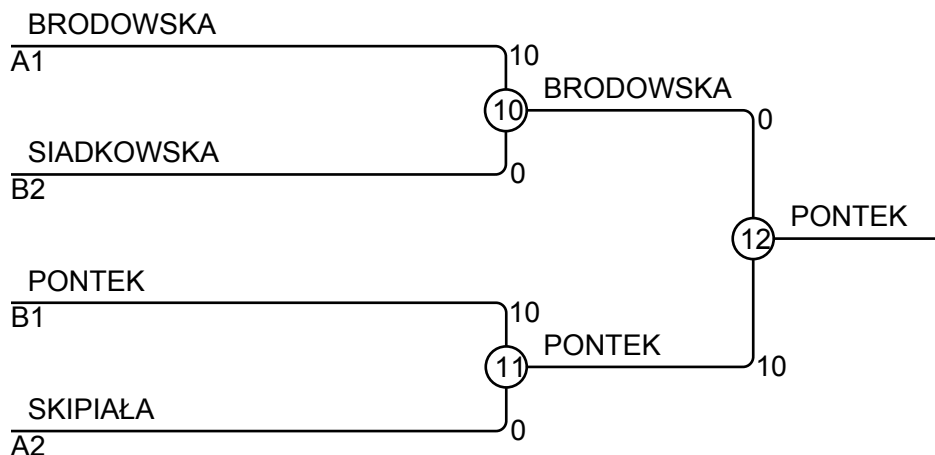 BRODOWSKA
A1
10
10
BRODOWSKA
0
SIADKOWSKA
B2
0
12
PONTEK
PONTEK
B1
10
11
PONTEK
10
SKIPIAŁA
A2
0